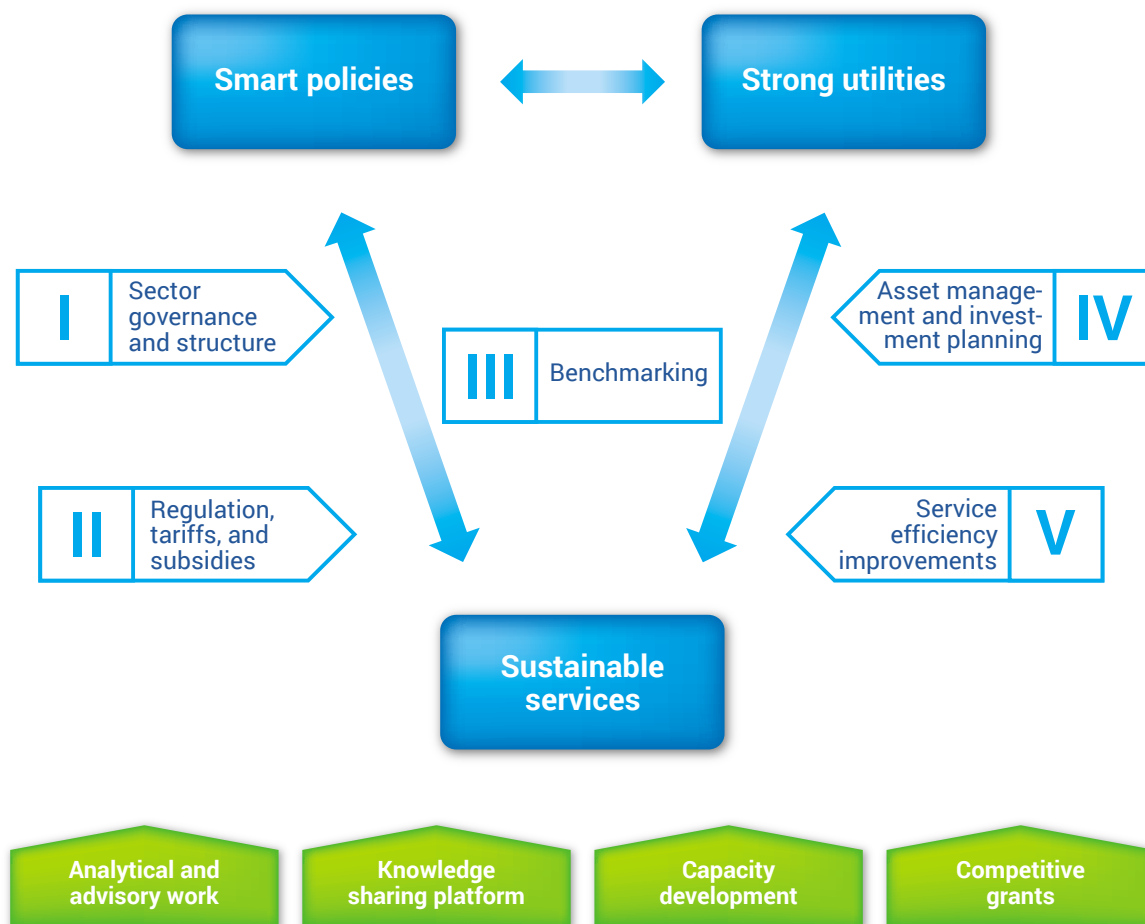 Smart policies
Strong utilities
I
Sector
governance
and structure
Asset manage-
ment and invest-
ment planning
IV
III
Benchmarking
II
Regulation,
tariffs, and
subsidies
Service
efficiency
improvements
V
Sustainable
services
Analytical and
advisory work
Knowledge
sharing platform
Capacity
development
Competitive
grants